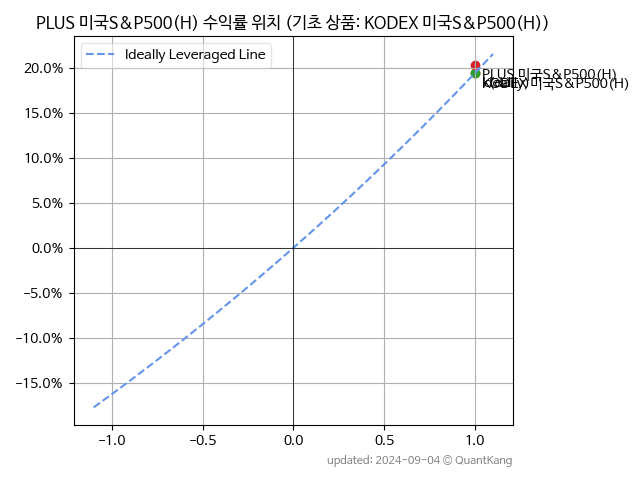 PLUS 미국S&P500(H) 수익률 위치 (기초 상품: KODEX 미국S&P500(H))
Ideally Leveraged Line
20.0%
15.0%
10.0%
5.0%
0.0%
-5.0%
-10.0%
-15.0%
PLUS 미국S&P500(H)
미국S&P500(H)
-1.0
-0.5
0.0
0.5
1.0
updated: 2024-09-04 © QuantKang